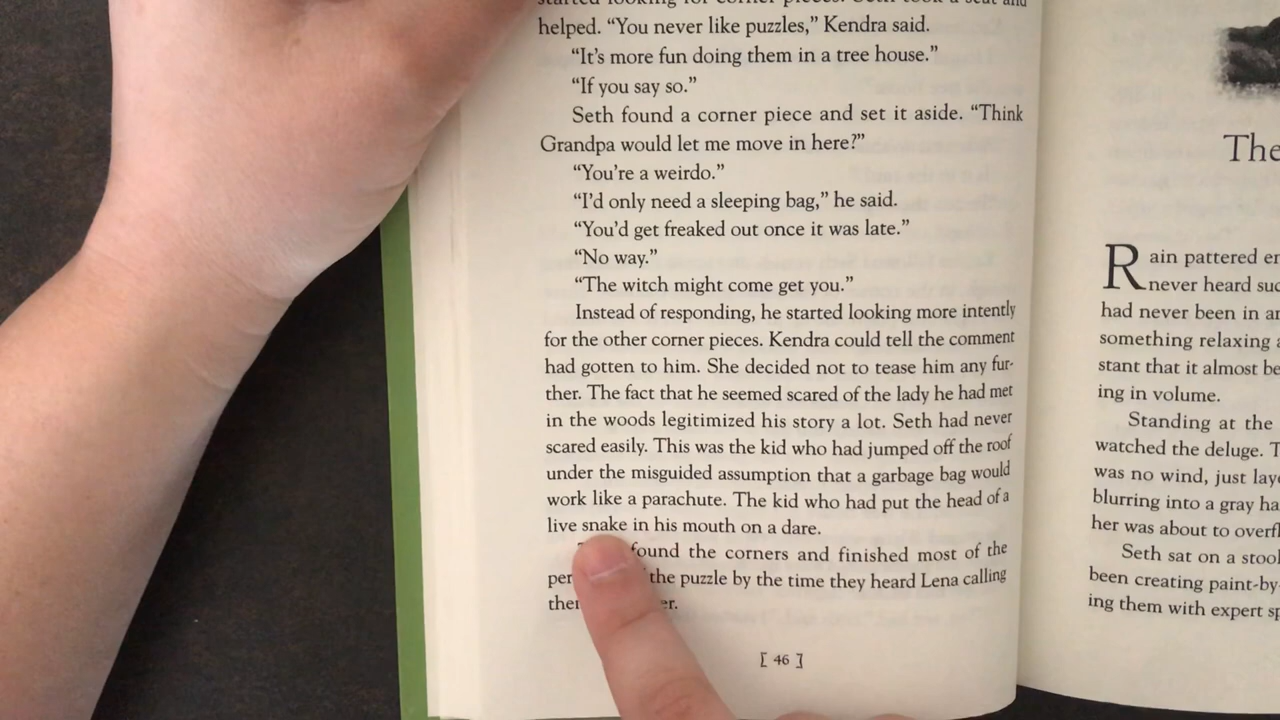 started looking for corner pieces. Seth took a seat and
helped. “You never like puzzles,” Kendra said.
“It’s more fun doing them in a tree house.”
“If you say so.”
Seth found a corner piece and set it aside. “Think
Grandpa would let me move in here?”
“You’re a weirdo.”
“I’d only need a sleeping bag,” he said.
“You’d get freaked out once it was late.”
“No way.”
“The witch might come get you.”
Instead of responding, he started looking more intently
for the other corner pieces. Kendra could tell the comment
had gotten to him. She decided not to tease him any fur-
ther. The fact that he seemed scared of the lady he had met
in the woods legitimized his story a lot. Seth had never
scared easily. This was the kid who had jumped off the roof
under the misguided assumption that a garbage bag would
work like a parachute. The kid who had put the head of a
live snake in his mouth on a dare.
found the corners and finished most of the
the puzzle by the time they heard Lena calling
[ 46 ]
The
Rain pattered
never heard
had never been in
something relaxing
stant that it almost
ing in volume.
Standing at the
watched the deluge.
was no wind, just
blurring into a gray
her was about to
Seth sat on a
been creating
ing them with expert